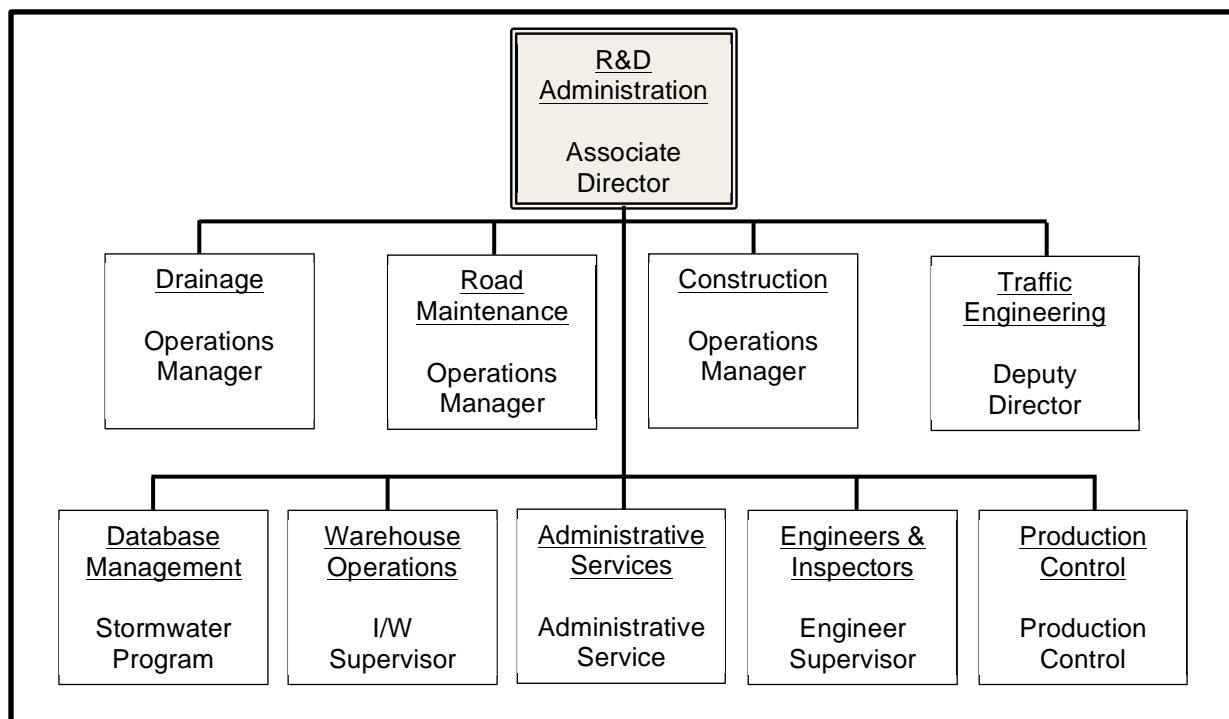 R&D
Administration
Associate
Director
Drainage
Operations
Manager
Road
Maintenance
Operations
Manager
Construction
Operations
Manager
Traffic
Engineering
Deputy
Director
Database
Management
Stormwater
Program
Warehouse
Operations
I/W
Supervisor
Administrative
Services
Administrative
Service
Engineers &
Inspectors
Engineer
Supervisor
Production
Control
Production
Control